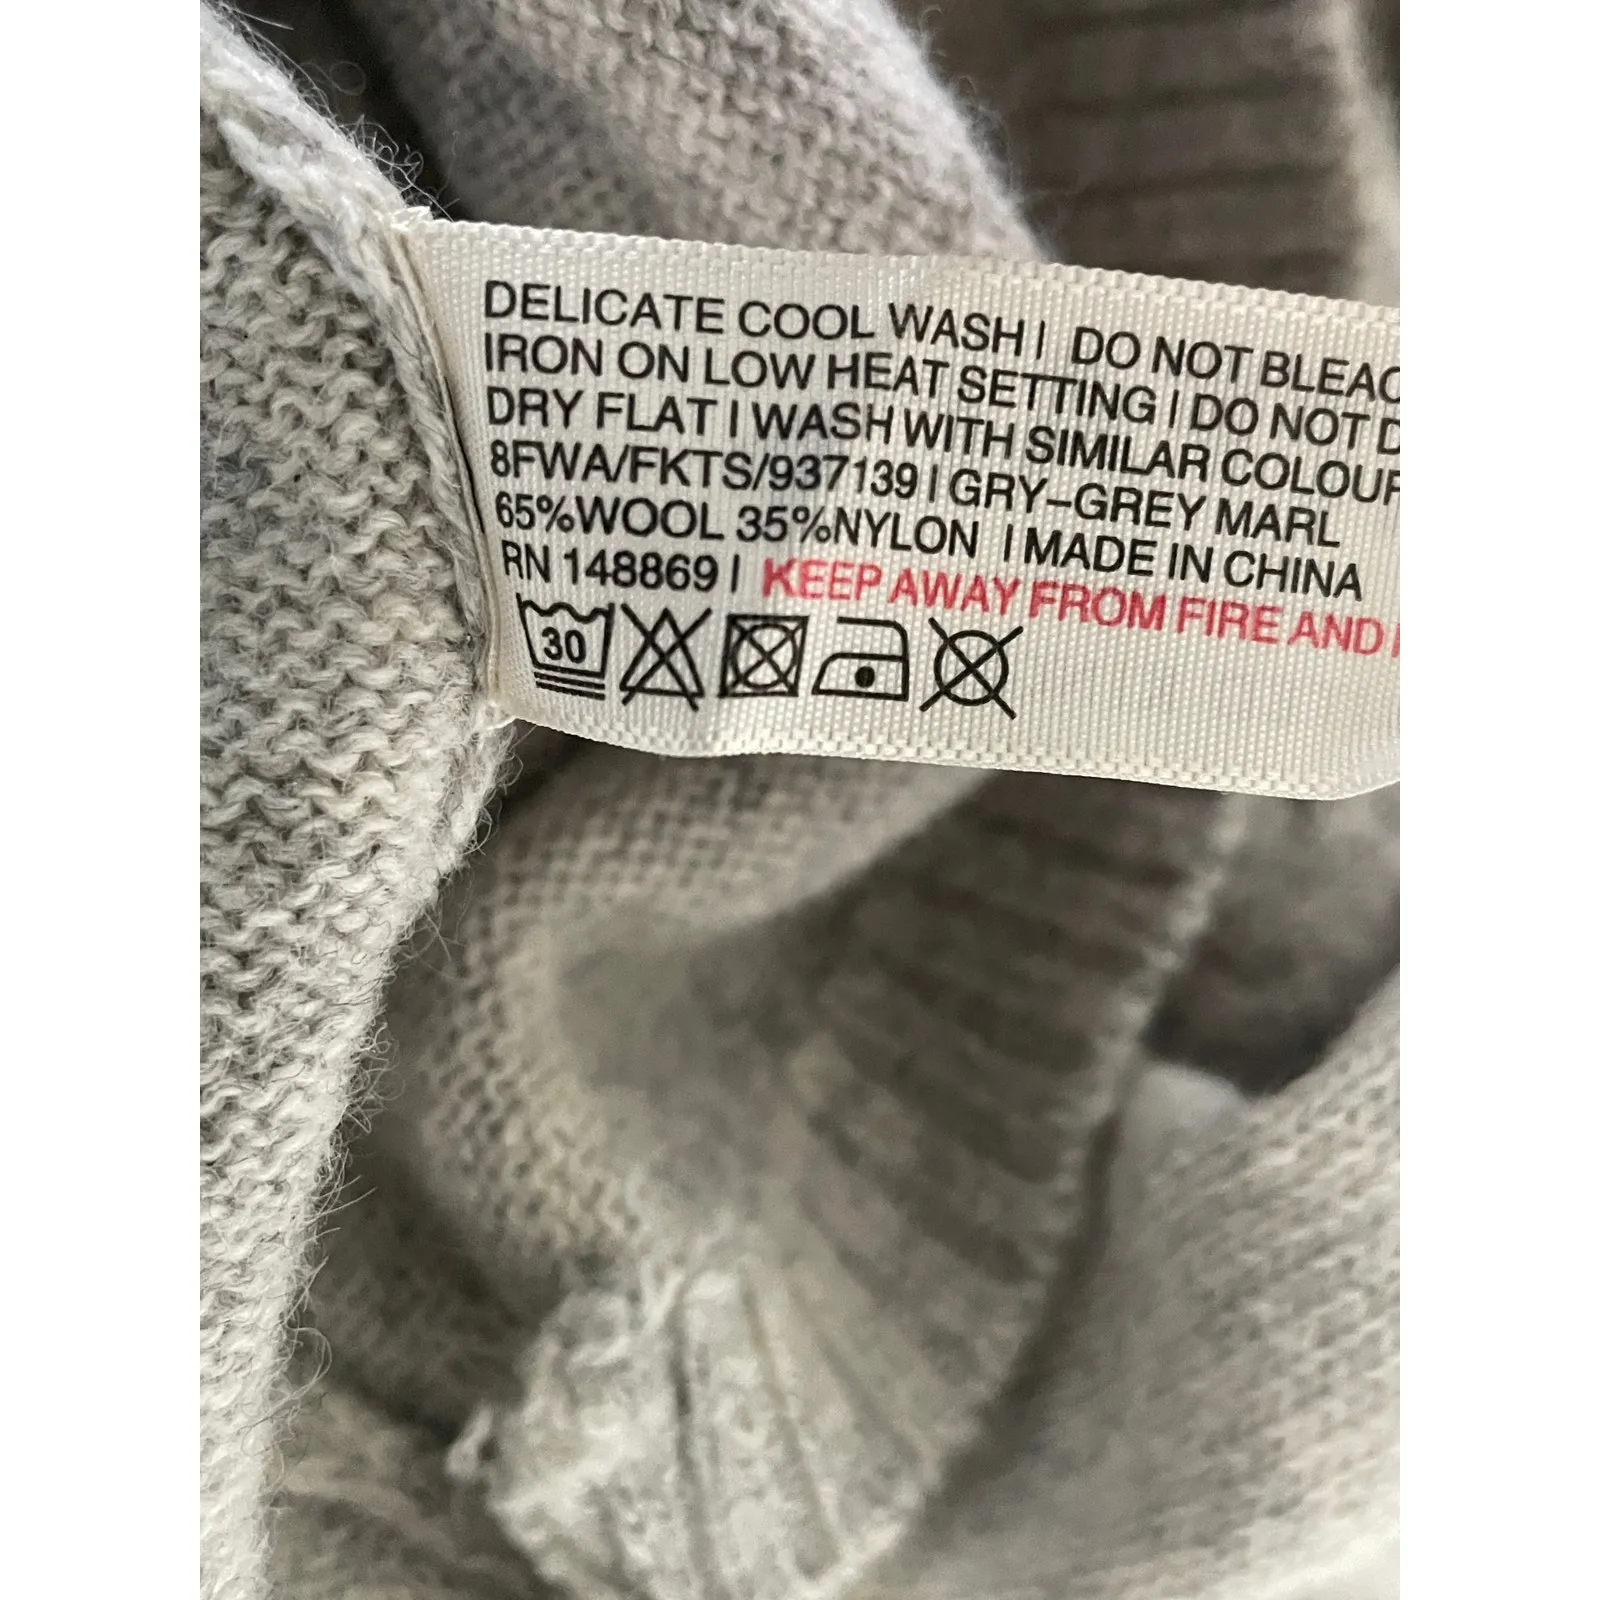 DELICATE COOL WASH | DO NOT BLEAC
IRON ON LOW HEAT SETTING | DO NOT D
DRY FLAT | WASH WITH SIMILAR COLOUR
8FWA/FKTS/937139 | GRY-GREY MARL
65%WOOL 35%NYLON | MADE IN CHINA
RN 148869 | KEEP AWAY FROM FIRE AND
30